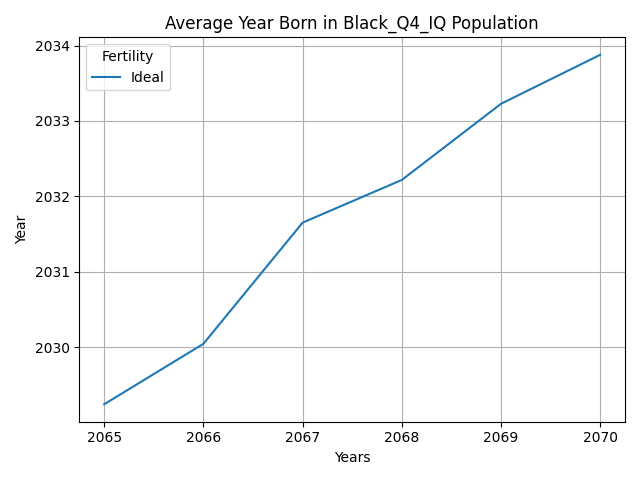 Average Year Born in Black_Q4_IQ Population
Fertility
Ideal
2034
2033
2032
2031
2030
Year
2065 2066 2067 2068 2069 2070
Years